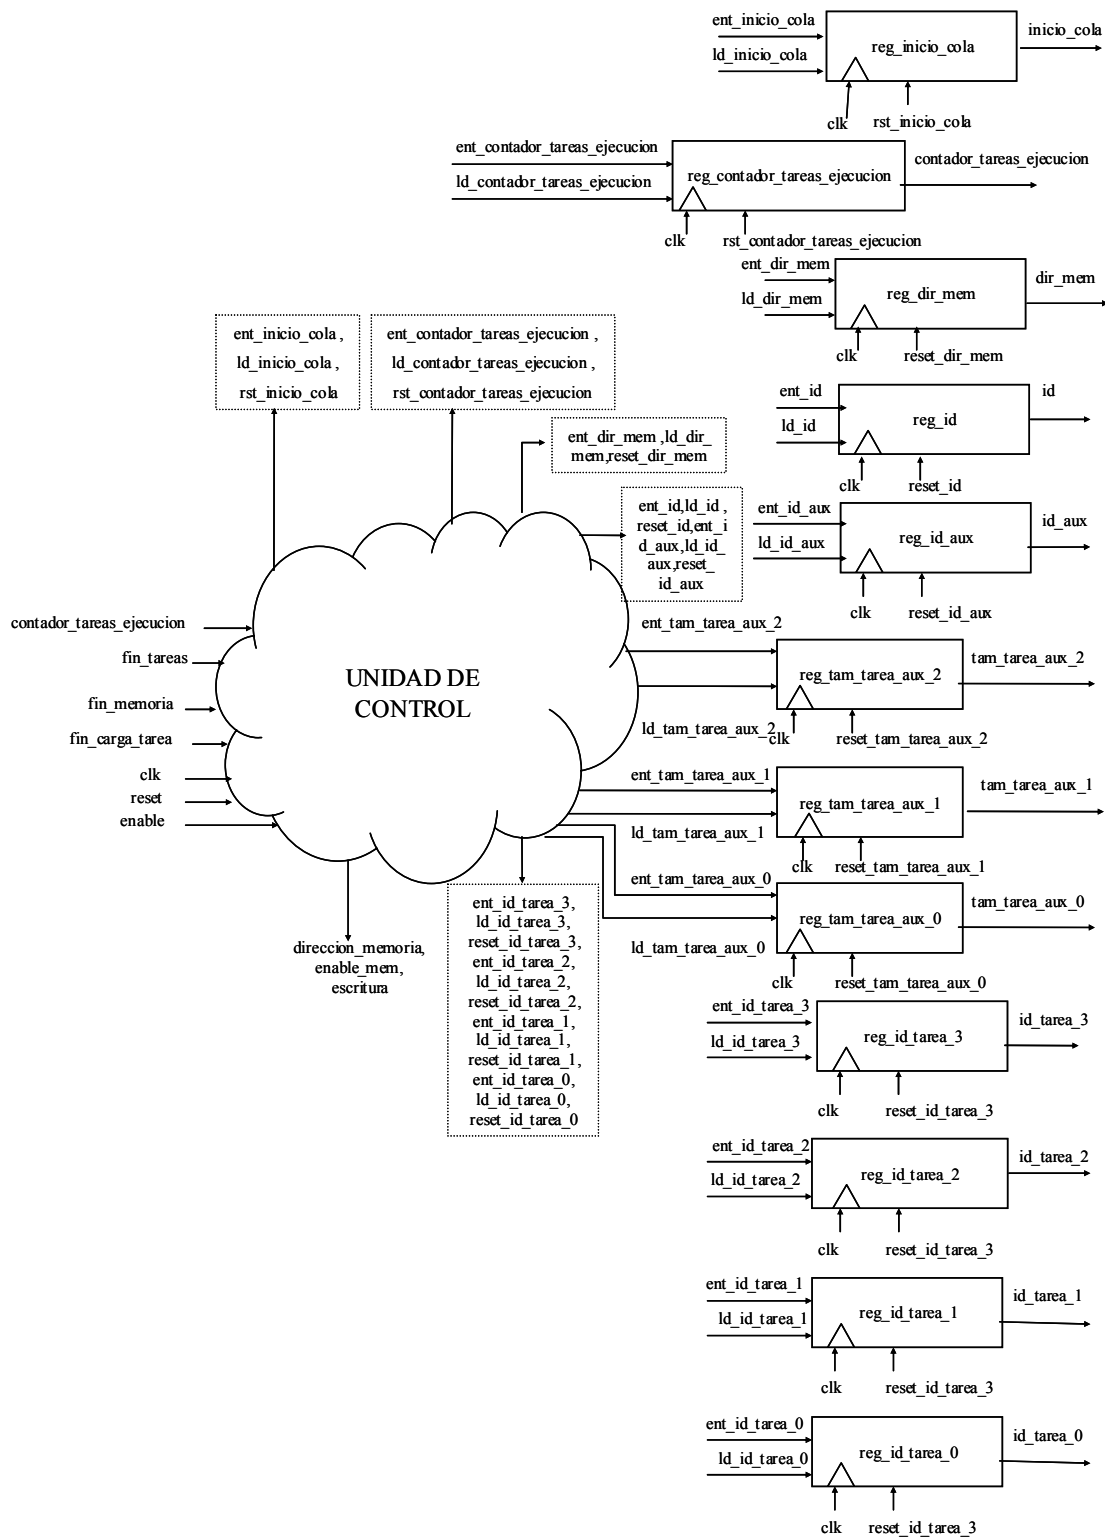 ent_inicio_cola
inicio_cola
reg_inicio_cola
ld_inicio_cola
clk
rst_inicio_cola
ent_contador_tareas_ejecucion
contador_tareas_ejecucion
reg_contador_tareas_ejecucion
ld_contador_tareas_ejecucion
clk
rst_contador_tareas_ejecucion
ent_dir_mem
dir_mem
reg_dir_mem
ld_dir_mem
clk
reset_dir_mem
ent_inicio_cola ,
ld_inicio_cola ,
rst_inicio_cola
ent_contador_tareas_ejecucion ,
ld_contador_tareas_ejecucion ,
rst_contador_tareas_ejecucion
ent_dir_mem ,ld_dir_
mem,reset_dir_mem
ent_id
id
reg_id
ld_id
clk
reset_id
ent_id,ld_id ,
reset_id,ent_i
d_aux,ld_id_
aux,reset_
id_aux
ent_id_aux
id_aux
reg_id_aux
ld_id_aux
clk
reset_id_aux
contador_tareas_ejecucion
fin_tareas
fin_memoria
fin_carga_tarea
clk
reset
enable
UNIDAD DE
CONTROL
ent_tam_tarea_aux_2
tam_tarea_aux_2
reg_tam_tarea_aux_2
ld_tam_tarea_aux_2
clk
reset_tam_tarea_aux_2
ent_tam_tarea_aux_1
tam_tarea_aux_1
reg_tam_tarea_aux_1
ld_tam_tarea_aux_1
clk
reset_tam_tarea_aux_1
ent_tam_tarea_aux_0
tam_tarea_aux_0
reg_tam_tarea_aux_0
ld_tam_tarea_aux_0
clk
reset_tam_tarea_aux_0
direccion_memoria,
enable_mem,
escritura
ent_id_tarea_3,
ld_id_tarea_3,
reset_id_tarea_3,
ent_id_tarea_2,
ld_id_tarea_2,
reset_id_tarea_2,
ent_id_tarea_1,
ld_id_tarea_1,
reset_id_tarea_1,
ent_id_tarea_0,
ld_id_tarea_0,
reset_id_tarea_0
ent_id_tarea_3
id_tarea_3
reg_id_tarea_3
ld_id_tarea_3
clk
reset_id_tarea_3
ent_id_tarea_2
id_tarea_2
reg_id_tarea_2
ld_id_tarea_2
clk
reset_id_tarea_3
ent_id_tarea_1
id_tarea_1
reg_id_tarea_1
ld_id_tarea_1
clk
reset_id_tarea_3
ent_id_tarea_0
id_tarea_0
reg_id_tarea_0
ld_id_tarea_0
clk
reset_id_tarea_3